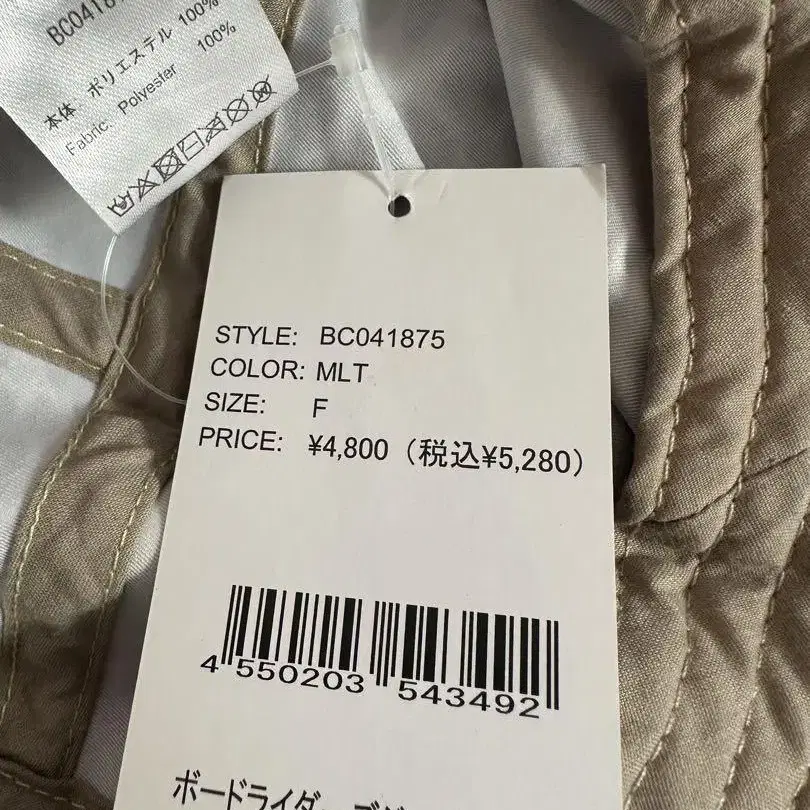 BC04187
本体 ポリエステル 100%
Fabric: Polyester 100%
STYLE: BC041875
COLOR: MLT
SIZE: F
PRICE: ¥4,800 (税込¥5,280)
4 550203 543492
ボードライダー